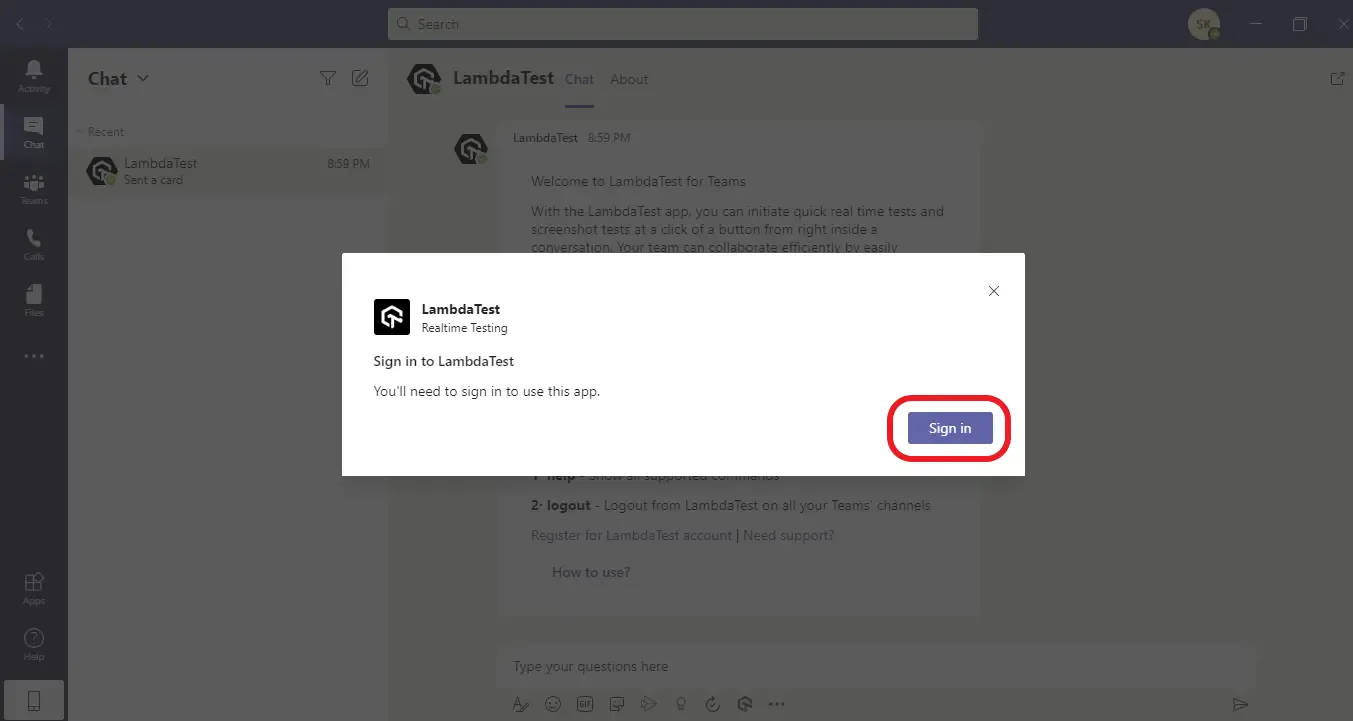 Search
SK
Activity
Chat
Teams
Calls
Files
Apps
Help
Chat
Recent
LambdaTest 8:59 PM
Sent a card
LambdaTest Chat About
LambdaTest 8:59 PM
Welcome to LambdaTest for Teams
With the LambdaTest app, you can initiate quick real time tests and
screenshot tests at a click of a button from right inside a
conversation. Your team can collaborate efficiently by easily
LambdaTest
Realtime Testing
Sign in to LambdaTest
You'll need to sign in to use this app.
Sign in
1· help - Show all supported commands
2· logout - Logout from LambdaTest on all your Teams' channels
Register for LambdaTest account | Need support?
How to use?
Type your questions here
GIF